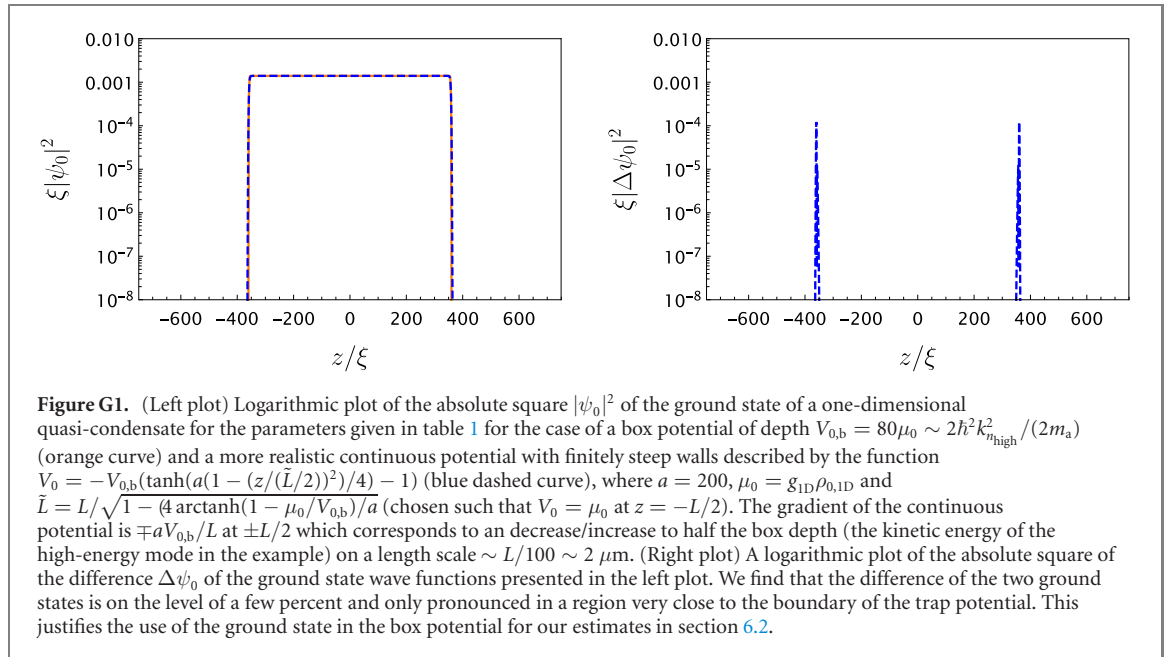 0.010
0.001
10⁻⁴
10⁻⁵
10⁻⁶
10⁻⁷
10⁻⁸
ξ|ψ₀|²
−600 −400 −200 0 200 400 600
z/ξ
0.010
0.001
10⁻⁴
10⁻⁵
10⁻⁶
10⁻⁷
10⁻⁸
ξ|Δψ₀|²
−600 −400 −200 0 200 400 600
z/ξ
Figure G1. (Left plot) Logarithmic plot of the absolute square |ψ₀|² of the ground state of a one-dimensional
quasi-condensate for the parameters given in table 1 for the case of a box potential of depth V₀,b = 80μ₀ ∼ 2ℏ²k²_{n_high}/(2mₐ)
(orange curve) and a more realistic continuous potential with finitely steep walls described by the function
V₀ = −V₀,b(tanh(a(1 − (z/(L̃/2))²)/4) − 1) (blue dashed curve), where a = 200, μ₀ = g₁Dρ₀,₁D and
L̃ = L/√1 − (4 arctanh(1 − μ₀/V₀,b)/a (chosen such that V₀ = μ₀ at z = −L/2). The gradient of the continuous
potential is ∓aV₀,b/L at ±L/2 which corresponds to an decrease/increase to half the box depth (the kinetic energy of the
high-energy mode in the example) on a length scale ∼ L/100 ∼ 2 μm. (Right plot) A logarithmic plot of the absolute square of
the difference Δψ₀ of the ground state wave functions presented in the left plot. We find that the difference of the two ground
states is on the level of a few percent and only pronounced in a region very close to the boundary of the trap potential. This
justifies the use of the ground state in the box potential for our estimates in section 6.2.